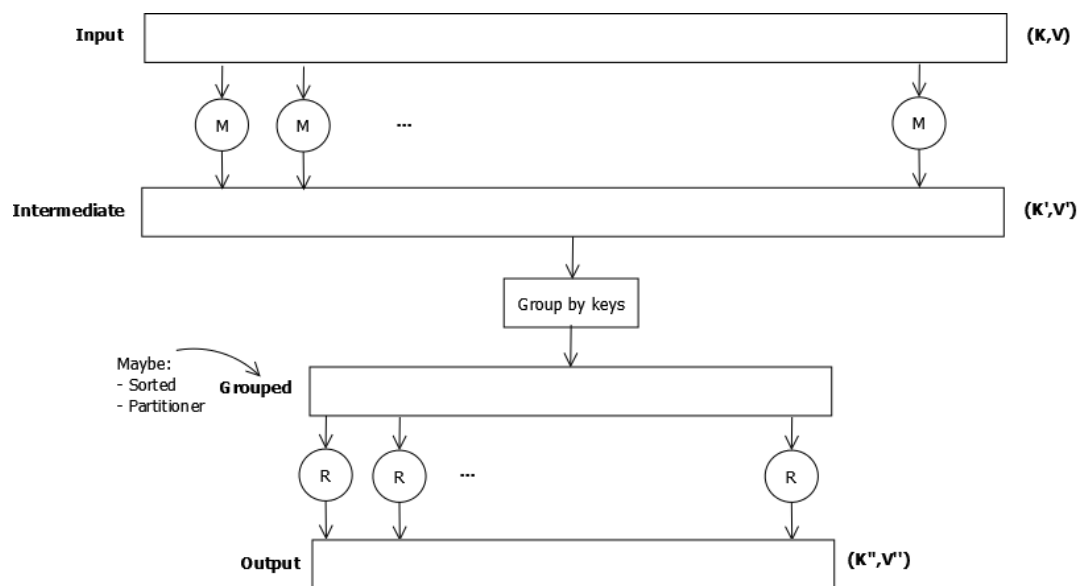 Input
(K,V)
M
M
...
M
Intermediate
(K',V')
Group by keys
Maybe:
- Sorted
- Partitioner
Grouped
R
R
...
R
Output
(K'',V'')